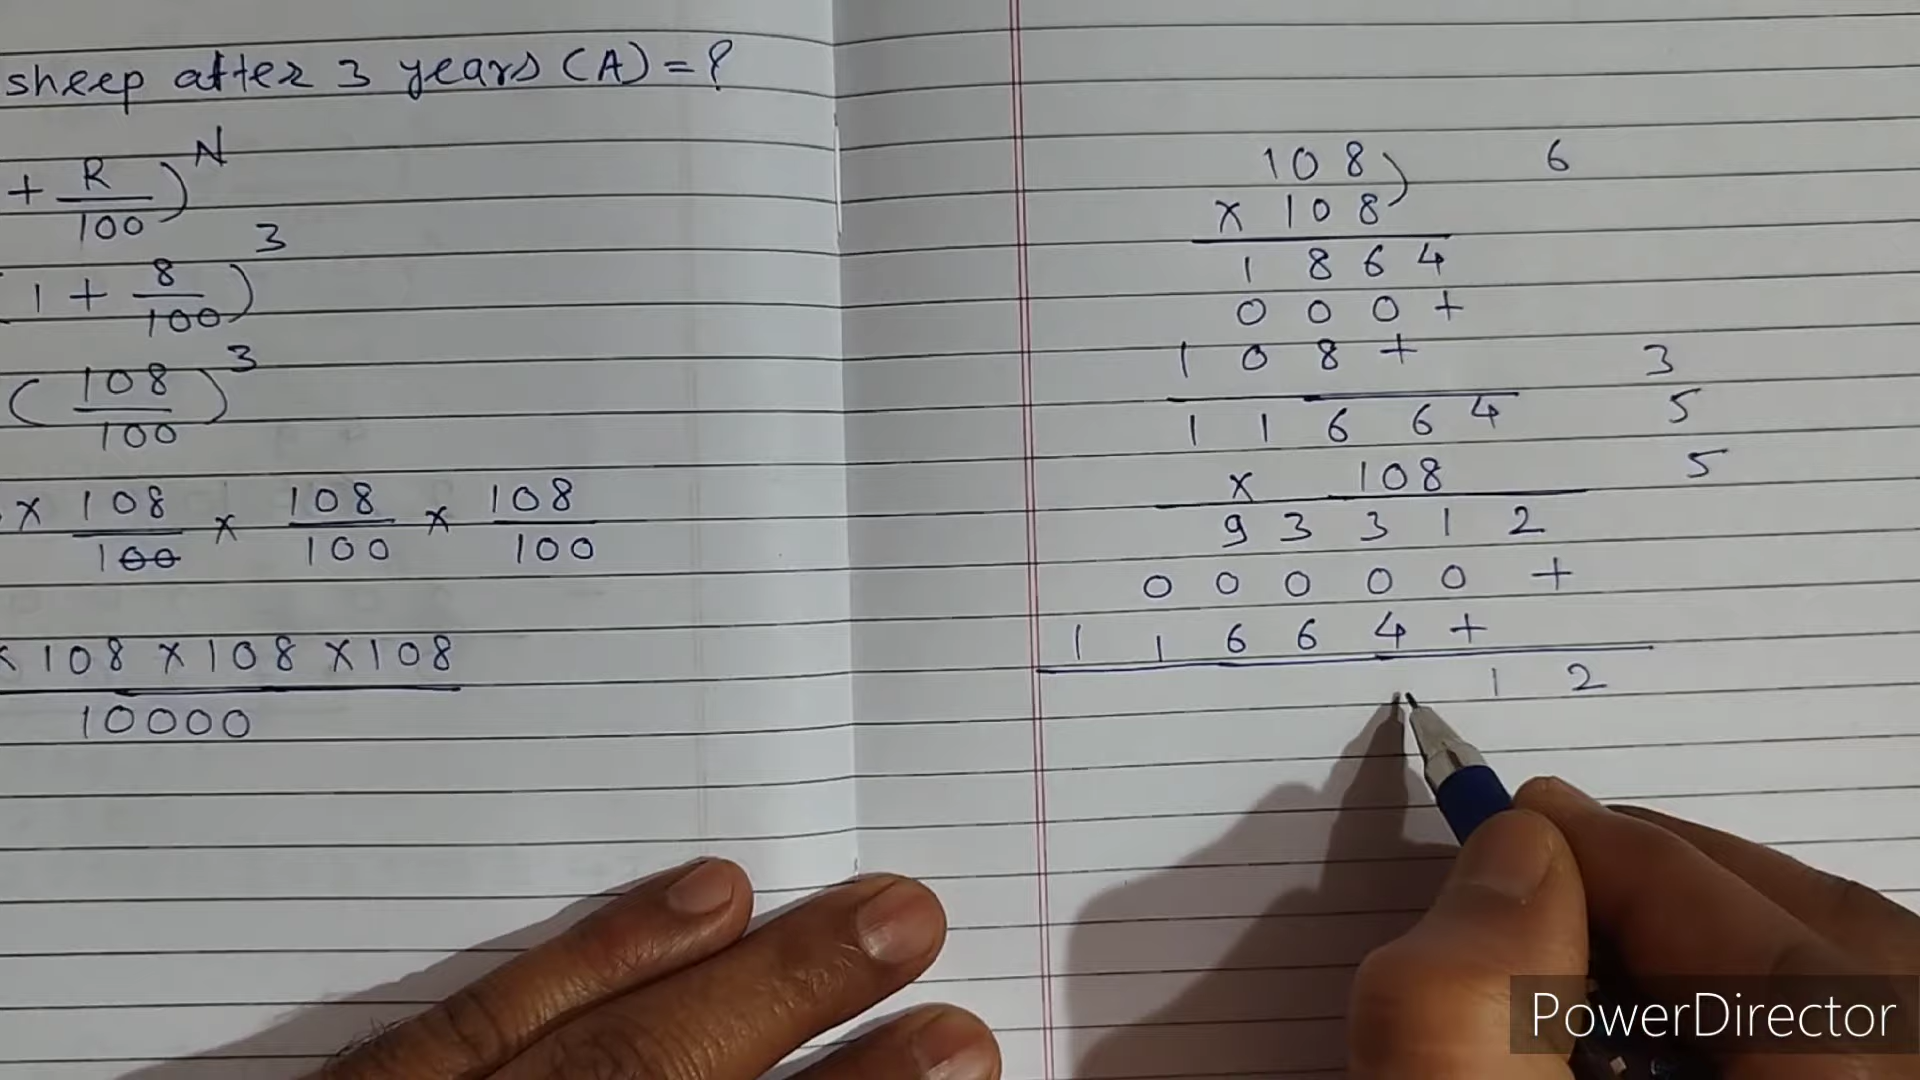 sheep after 3 years (A) = ?
+ R/100 )^N
1 + 8/100 )^3
( 108/100 )^3
× 108/100 × 108/100 × 108/100
× 108 × 108 × 108
10000
108) 6
× 108
1 8 6 4
0 0 0 +
1 0 8 + 3
1 1 6 6 4 5
× 108 5
9 3 3 1 2
0 0 0 0 0 +
1 1 6 6 4 +
1 2
PowerDirector